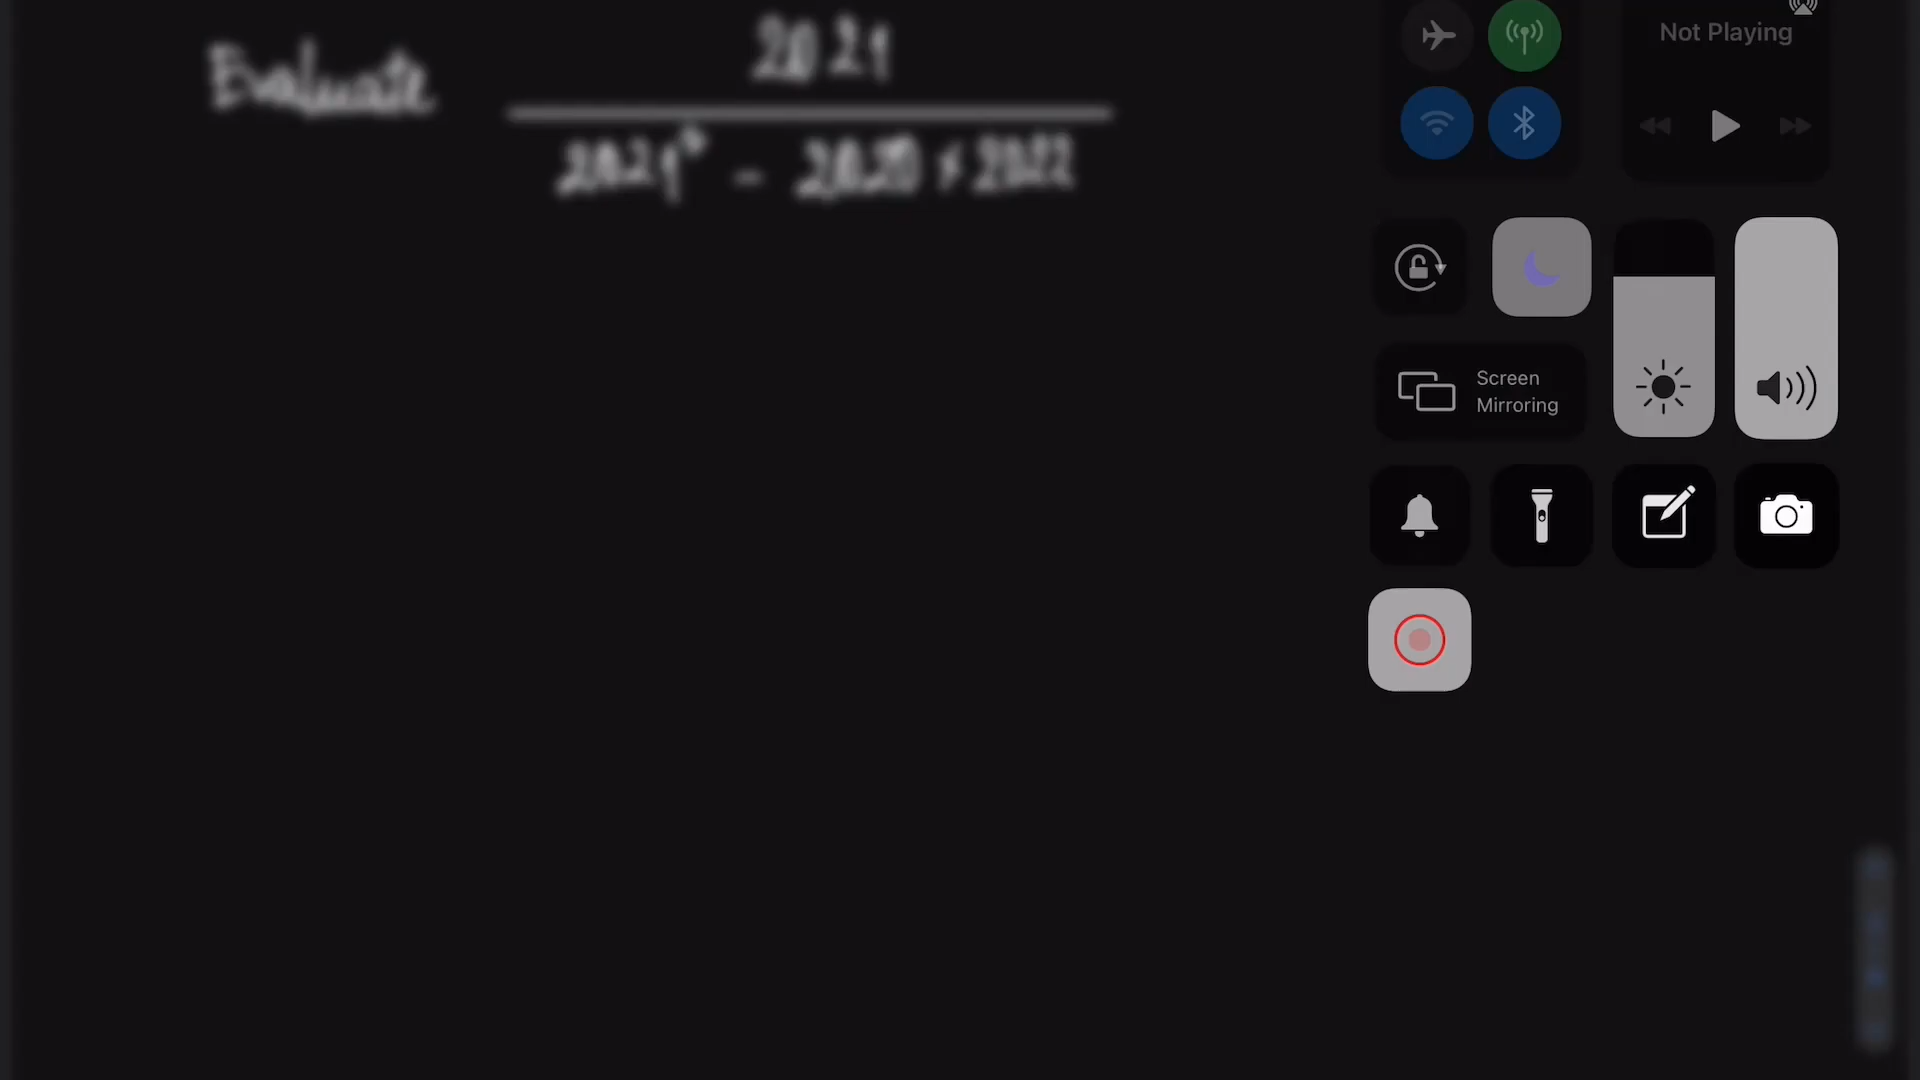 Not Playing
Evaluate 2021
2021² - 2020 × 2022
Screen
Mirroring